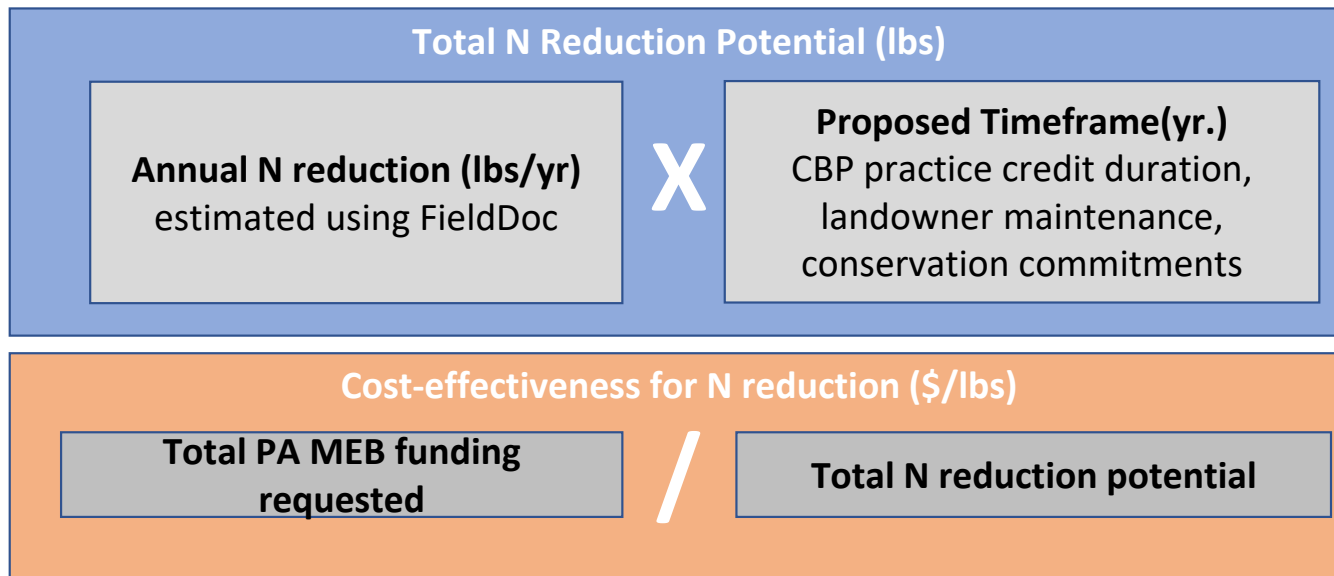 Total N Reduction Potential (lbs)
Annual N reduction (lbs/yr)
estimated using FieldDoc
X
Proposed Timeframe(yr.)
CBP practice credit duration,
landowner maintenance,
conservation commitments
Cost-effectiveness for N reduction ($/lbs)
Total PA MEB funding
requested
/
Total N reduction potential